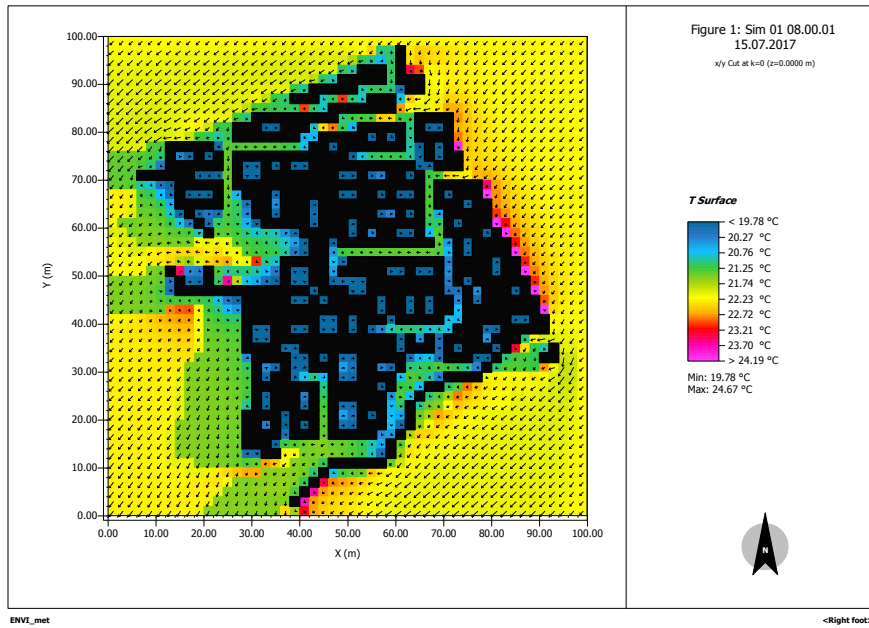 Figure 1: Sim 01 08.00.01
15.07.2017
x/y Cut at k=0 (z=0.0000 m)
100.00
90.00
80.00
70.00
60.00
50.00
40.00
30.00
20.00
10.00
0.00
Y (m)
0.00 10.00 20.00 30.00 40.00 50.00 60.00 70.00 80.00 90.00 100.00
X (m)
T Surface
< 19.78 °C
20.27 °C
20.76 °C
21.25 °C
21.74 °C
22.23 °C
22.72 °C
23.21 °C
23.70 °C
> 24.19 °C
Min: 19.78 °C
Max: 24.67 °C
N
ENVI_met
<Right foot: